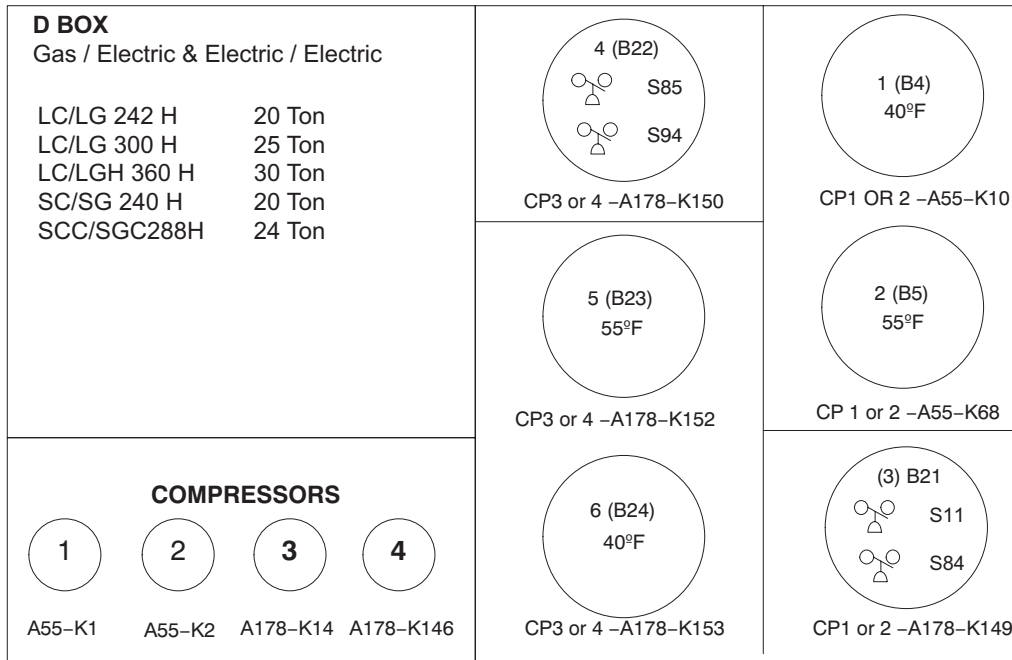 D BOX
Gas / Electric & Electric / Electric
LC/LG 242 H 20 Ton
LC/LG 300 H 25 Ton
LC/LGH 360 H 30 Ton
SC/SG 240 H 20 Ton
SCC/SGC288H 24 Ton
4 (B22)
S85
S94
CP3 or 4 –A178–K150
1 (B4)
40ºF
CP1 OR 2 –A55–K10
5 (B23)
55ºF
CP3 or 4 –A178–K152
2 (B5)
55ºF
CP 1 or 2 –A55–K68
COMPRESSORS
1 2 3 4
A55–K1 A55–K2 A178–K14 A178–K146
6 (B24)
40ºF
CP3 or 4 –A178–K153
(3) B21
S11
S84
CP1 or 2 –A178–K149